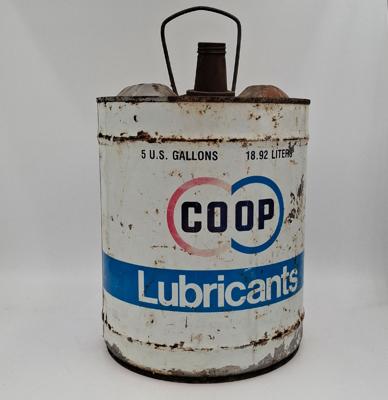 5 U.S. GALLONS 18.92 LITERS
COOP
Lubricants